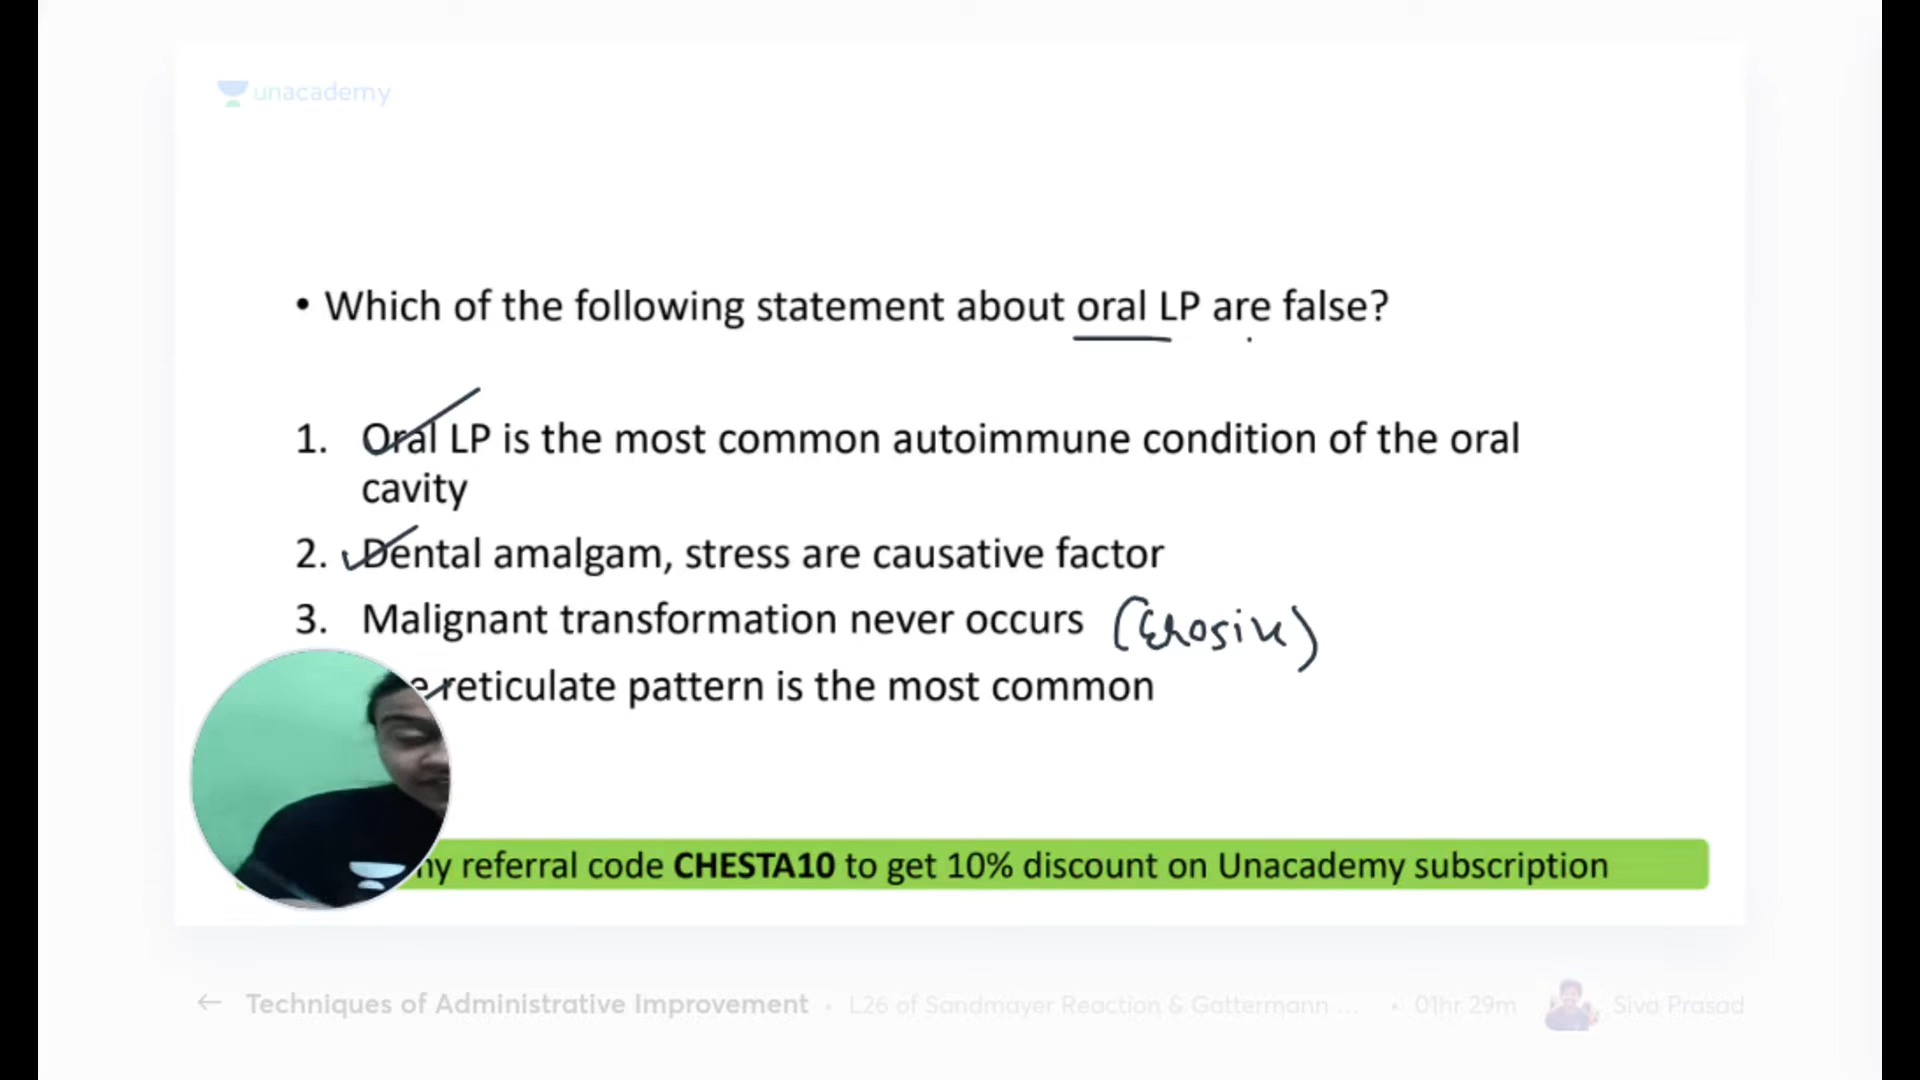 unacademy
• Which of the following statement about oral LP are false?
1. Oral LP is the most common autoimmune condition of the oral
cavity
2. Dental amalgam, stress are causative factor
3. Malignant transformation never occurs (Erosive)
reticulate pattern is the most common
my referral code CHESTA10 to get 10% discount on Unacademy subscription
← Techniques of Administrative Improvement • L26 of Sandmayer Reaction & Gattermann ... • 01hr 29m Siva Prasad